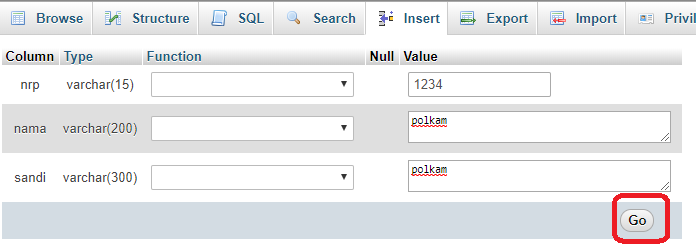 Browse Structure SQL Search Insert Export Import Privil
Column Type Function Null Value
nrp varchar(15) 1234
nama varchar(200) polkam
sandi varchar(300) polkam
Go